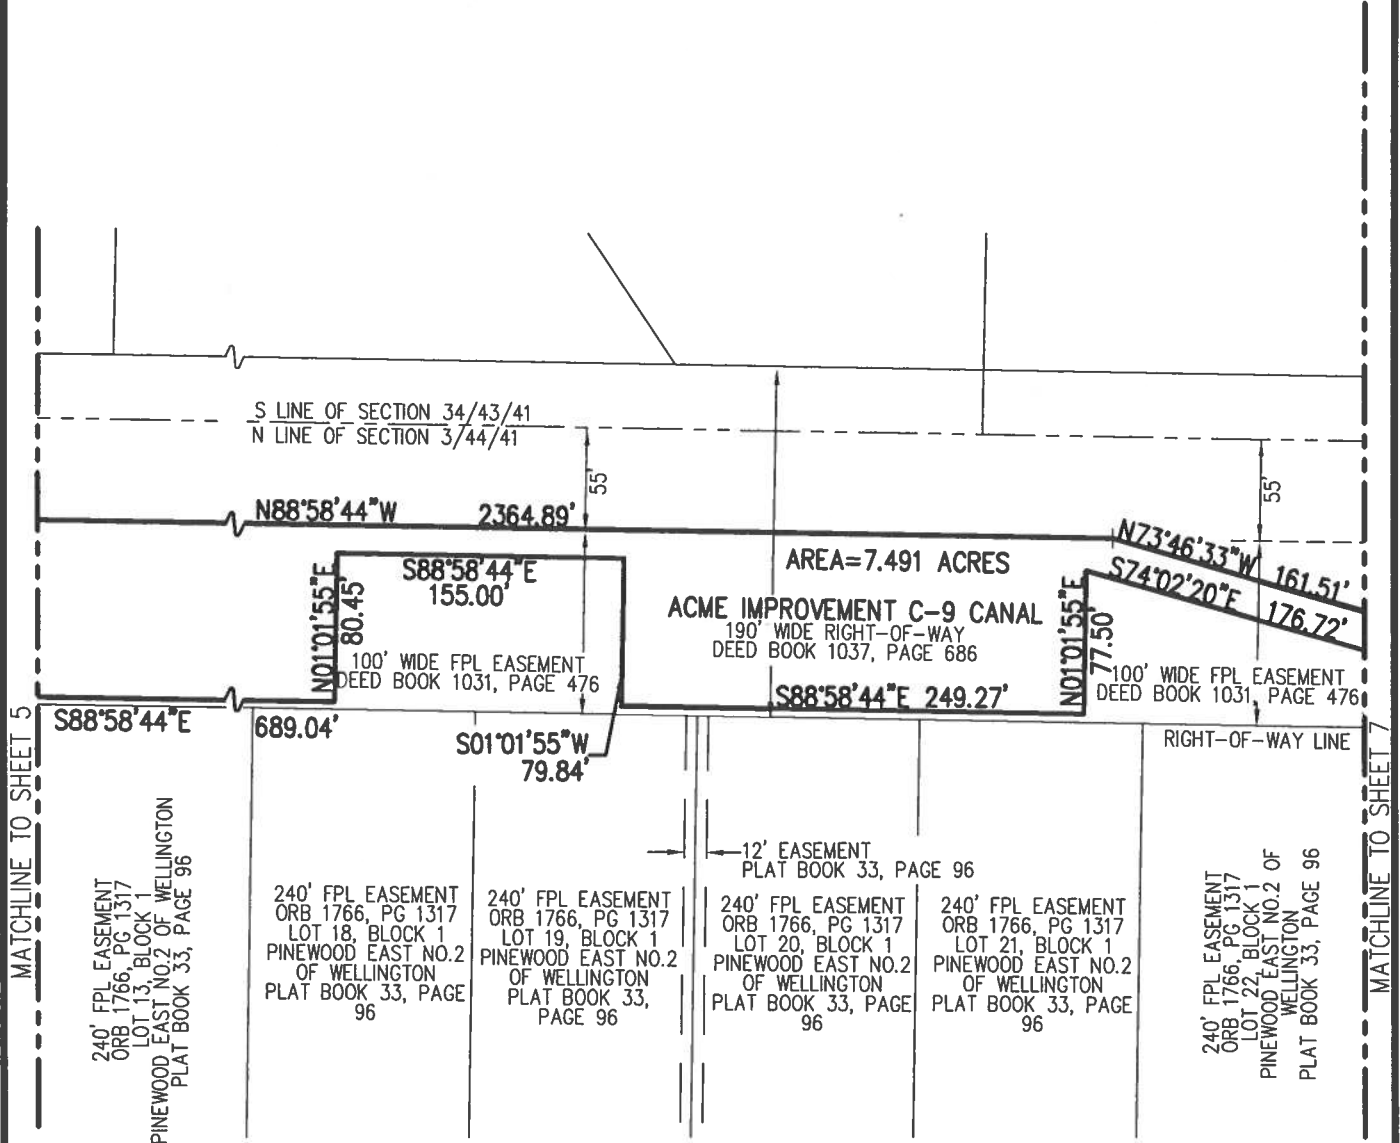 S LINE OF SECTION 34/43/41
N LINE OF SECTION 3/44/41
55'
55'
N88°58'44"W 2364.89'
N73°46'33"W 161.51'
S74°02'20"E 176.72'
AREA=7.491 ACRES
S88°58'44"E
155.00'
N01°01'55"E
80.45'
ACME IMPROVEMENT C-9 CANAL
190' WIDE RIGHT-OF-WAY
DEED BOOK 1037, PAGE 686
N01°01'55"E
77.50'
100' WIDE FPL EASEMENT
DEED BOOK 1031, PAGE 476
100' WIDE FPL EASEMENT
DEED BOOK 1031, PAGE 476
S88°58'44"E 249.27'
S88°58'44"E 689.04'
S01°01'55"W
79.84'
RIGHT-OF-WAY LINE
MATCHLINE TO SHEET 5
MATCHLINE TO SHEET 7
12' EASEMENT
PLAT BOOK 33, PAGE 96
240' FPL EASEMENT
ORB 1766, PG 1317
LOT 13, BLOCK 1
PINEWOOD EAST NO.2 OF WELLINGTON
PLAT BOOK 33, PAGE 96
240' FPL EASEMENT
ORB 1766, PG 1317
LOT 18, BLOCK 1
PINEWOOD EAST NO.2
OF WELLINGTON
PLAT BOOK 33, PAGE
96
240' FPL EASEMENT
ORB 1766, PG 1317
LOT 19, BLOCK 1
PINEWOOD EAST NO.2
OF WELLINGTON
PLAT BOOK 33,
PAGE 96
240' FPL EASEMENT
ORB 1766, PG 1317
LOT 20, BLOCK 1
PINEWOOD EAST NO.2
OF WELLINGTON
PLAT BOOK 33, PAGE
96
240' FPL EASEMENT
ORB 1766, PG 1317
LOT 21, BLOCK 1
PINEWOOD EAST NO.2
OF WELLINGTON
PLAT BOOK 33, PAGE
96
240' FPL EASEMENT
ORB 1766, PG 1317
LOT 22, BLOCK 1
PINEWOOD EAST NO.2 OF
WELLINGTON
PLAT BOOK 33, PAGE 96